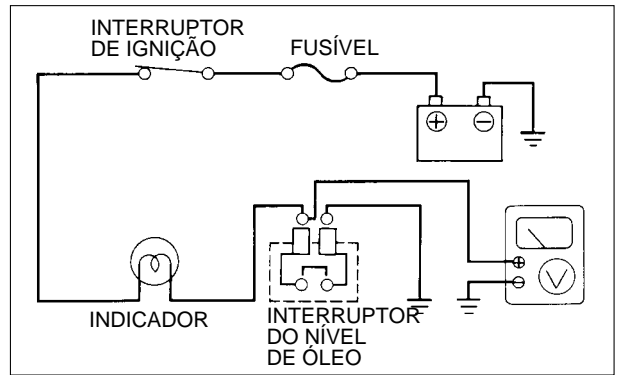 INTERRUPTOR
DE IGNIÇÃO
FUSÍVEL
+ −
INDICADOR
INTERRUPTOR
DO NÍVEL
DE ÓLEO
+
−
V